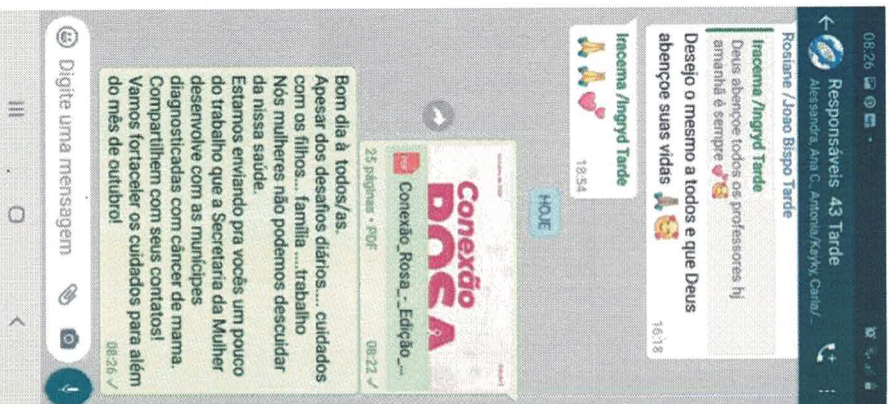 08:26
Responsáveis 43 Tarde
Alessandra, Ana C, Antonia/Kayky, Carla/...
Rosiane /Joao Bispo Tarde
Iracema /Ingryd Tarde
Deus abençoe todos os professores hj
amanhã é sempre
Desejo o mesmo a todos e que Deus
abençoe suas vidas
16:18
Iracema /Ingryd Tarde
18:54
HOJE
Conexão
ROSA
PDF
Conexão_Rosa_-_Edição_...
25 páginas • PDF
08:22
Bom dia à todos/as.
Apesar dos desafios diários.... cuidados
com os filhos... família ....trabalho
Nós mulheres não podemos descuidar
da nissa saúde.
Estamos enviando pra vocês um pouco
do trabalho que a Secretaria da Mulher
desenvolve com as munícipes
diagnosticadas com câncer de mama.
Compartilhem com seus contatos!
Vamos fortaceler os cuidados para além
do mês de outubro!
08:26
Digite uma mensagem